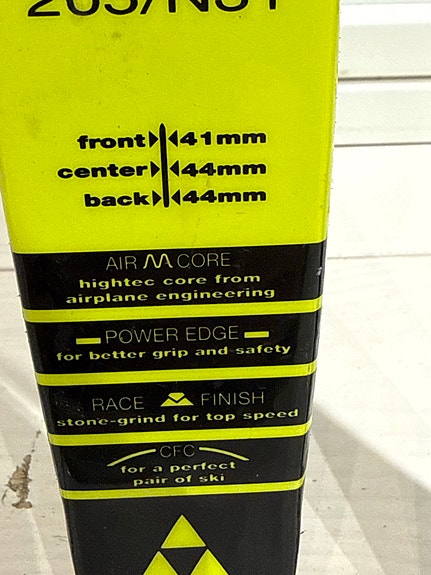 front 41mm
center 44mm
back 44mm
AIR CORE
hightec core from
airplane engineering
POWER EDGE
for better grip and safety
RACE FINISH
stone-grind for top speed
CFC
for a perfect
pair of ski